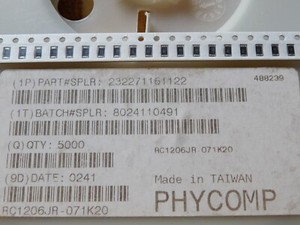 (1P)PART#SPLR: 232271161122
488239
(1T)BATCH#SPLR: 8024110491
(Q)QTY: 5000
RC1206JR-071K20
(9D)DATE: 0241
Made in TAIWAN
RC1206JR-071K20
PHYCOMP